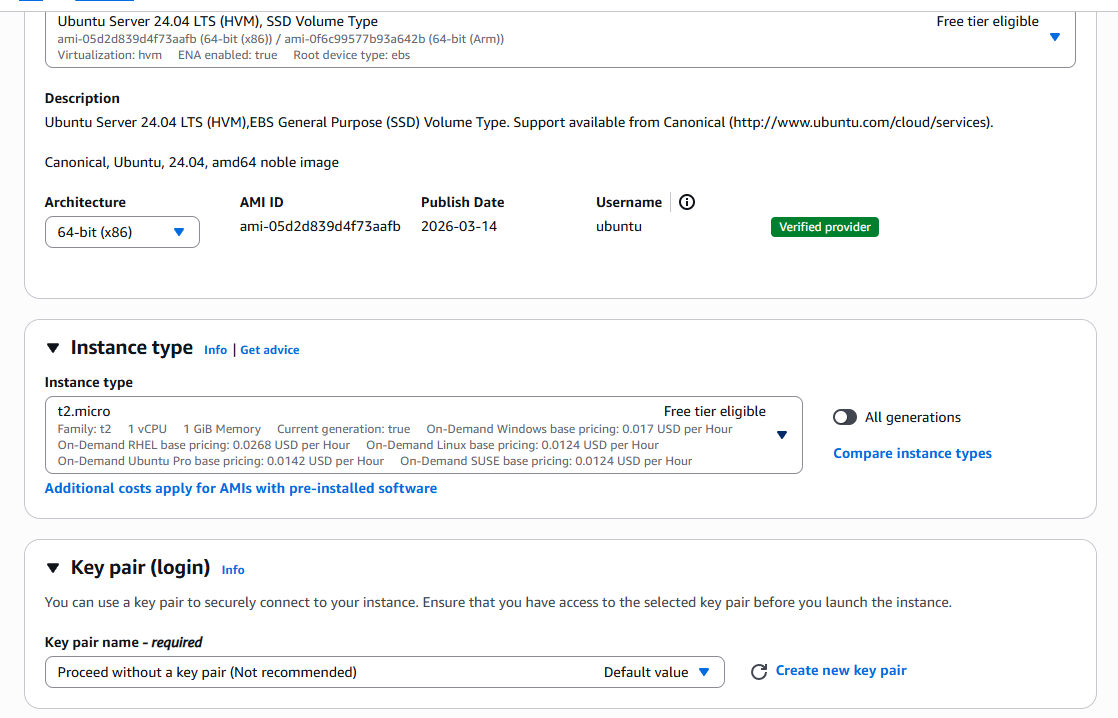 Ubuntu Server 24.04 LTS (HVM), SSD Volume Type Free tier eligible
ami-05d2d839d4f73aafb (64-bit (x86)) / ami-0f6c99577b93a642b (64-bit (Arm))
Virtualization: hvm ENA enabled: true Root device type: ebs
Description
Ubuntu Server 24.04 LTS (HVM),EBS General Purpose (SSD) Volume Type. Support available from Canonical (http://www.ubuntu.com/cloud/services).
Canonical, Ubuntu, 24.04, amd64 noble image
Architecture AMI ID Publish Date Username
64-bit (x86) ami-05d2d839d4f73aafb 2026-03-14 ubuntu Verified provider
Instance type Info | Get advice
Instance type
t2.micro Free tier eligible
Family: t2 1 vCPU 1 GiB Memory Current generation: true On-Demand Windows base pricing: 0.017 USD per Hour
On-Demand RHEL base pricing: 0.0268 USD per Hour On-Demand Linux base pricing: 0.0124 USD per Hour
On-Demand Ubuntu Pro base pricing: 0.0142 USD per Hour On-Demand SUSE base pricing: 0.0124 USD per Hour
All generations
Compare instance types
Additional costs apply for AMIs with pre-installed software
Key pair (login) Info
You can use a key pair to securely connect to your instance. Ensure that you have access to the selected key pair before you launch the instance.
Key pair name - required
Proceed without a key pair (Not recommended) Default value Create new key pair